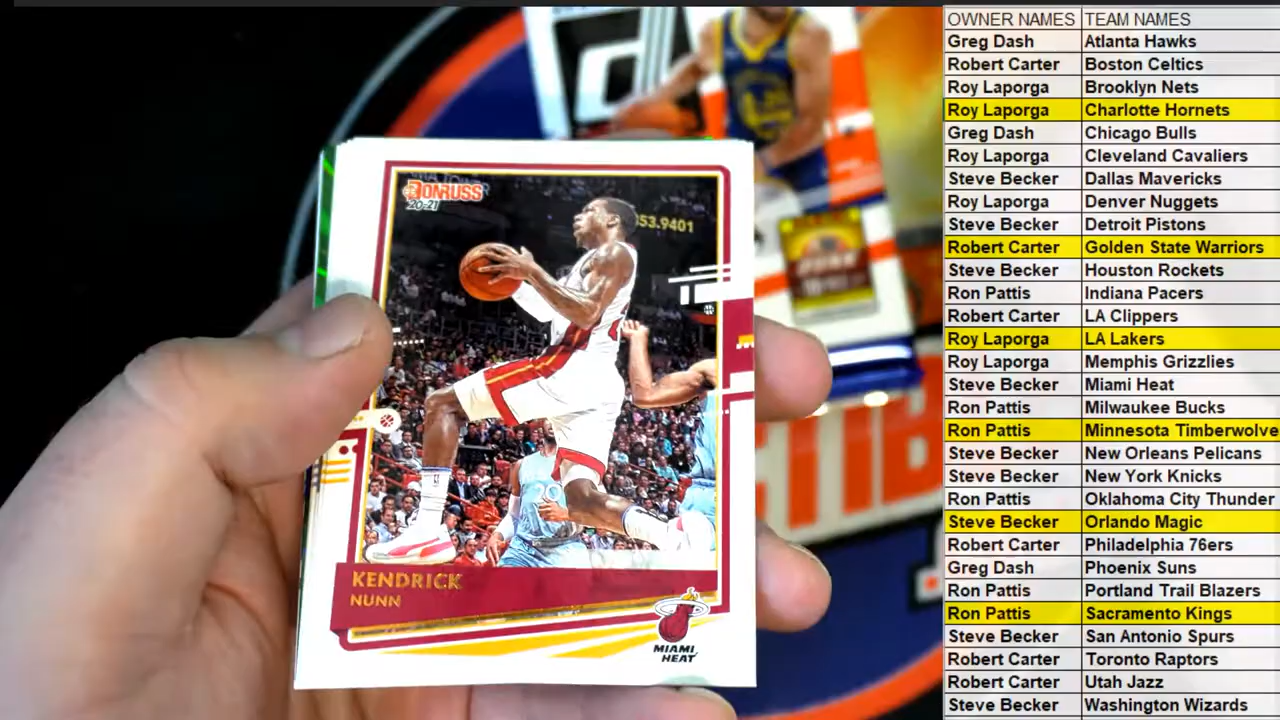 DONRUSS
20-21
53.9401
KENDRICK
NUNN
MIAMI
HEAT
OWNER NAMES TEAM NAMES
Greg Dash Atlanta Hawks
Robert Carter Boston Celtics
Roy Laporga Brooklyn Nets
Roy Laporga Charlotte Hornets
Greg Dash Chicago Bulls
Roy Laporga Cleveland Cavaliers
Steve Becker Dallas Mavericks
Roy Laporga Denver Nuggets
Steve Becker Detroit Pistons
Robert Carter Golden State Warriors
Steve Becker Houston Rockets
Ron Pattis Indiana Pacers
Robert Carter LA Clippers
Roy Laporga LA Lakers
Roy Laporga Memphis Grizzlies
Steve Becker Miami Heat
Ron Pattis Milwaukee Bucks
Ron Pattis Minnesota Timberwolve
Steve Becker New Orleans Pelicans
Steve Becker New York Knicks
Ron Pattis Oklahoma City Thunder
Steve Becker Orlando Magic
Robert Carter Philadelphia 76ers
Greg Dash Phoenix Suns
Ron Pattis Portland Trail Blazers
Ron Pattis Sacramento Kings
Steve Becker San Antonio Spurs
Robert Carter Toronto Raptors
Robert Carter Utah Jazz
Steve Becker Washington Wizards